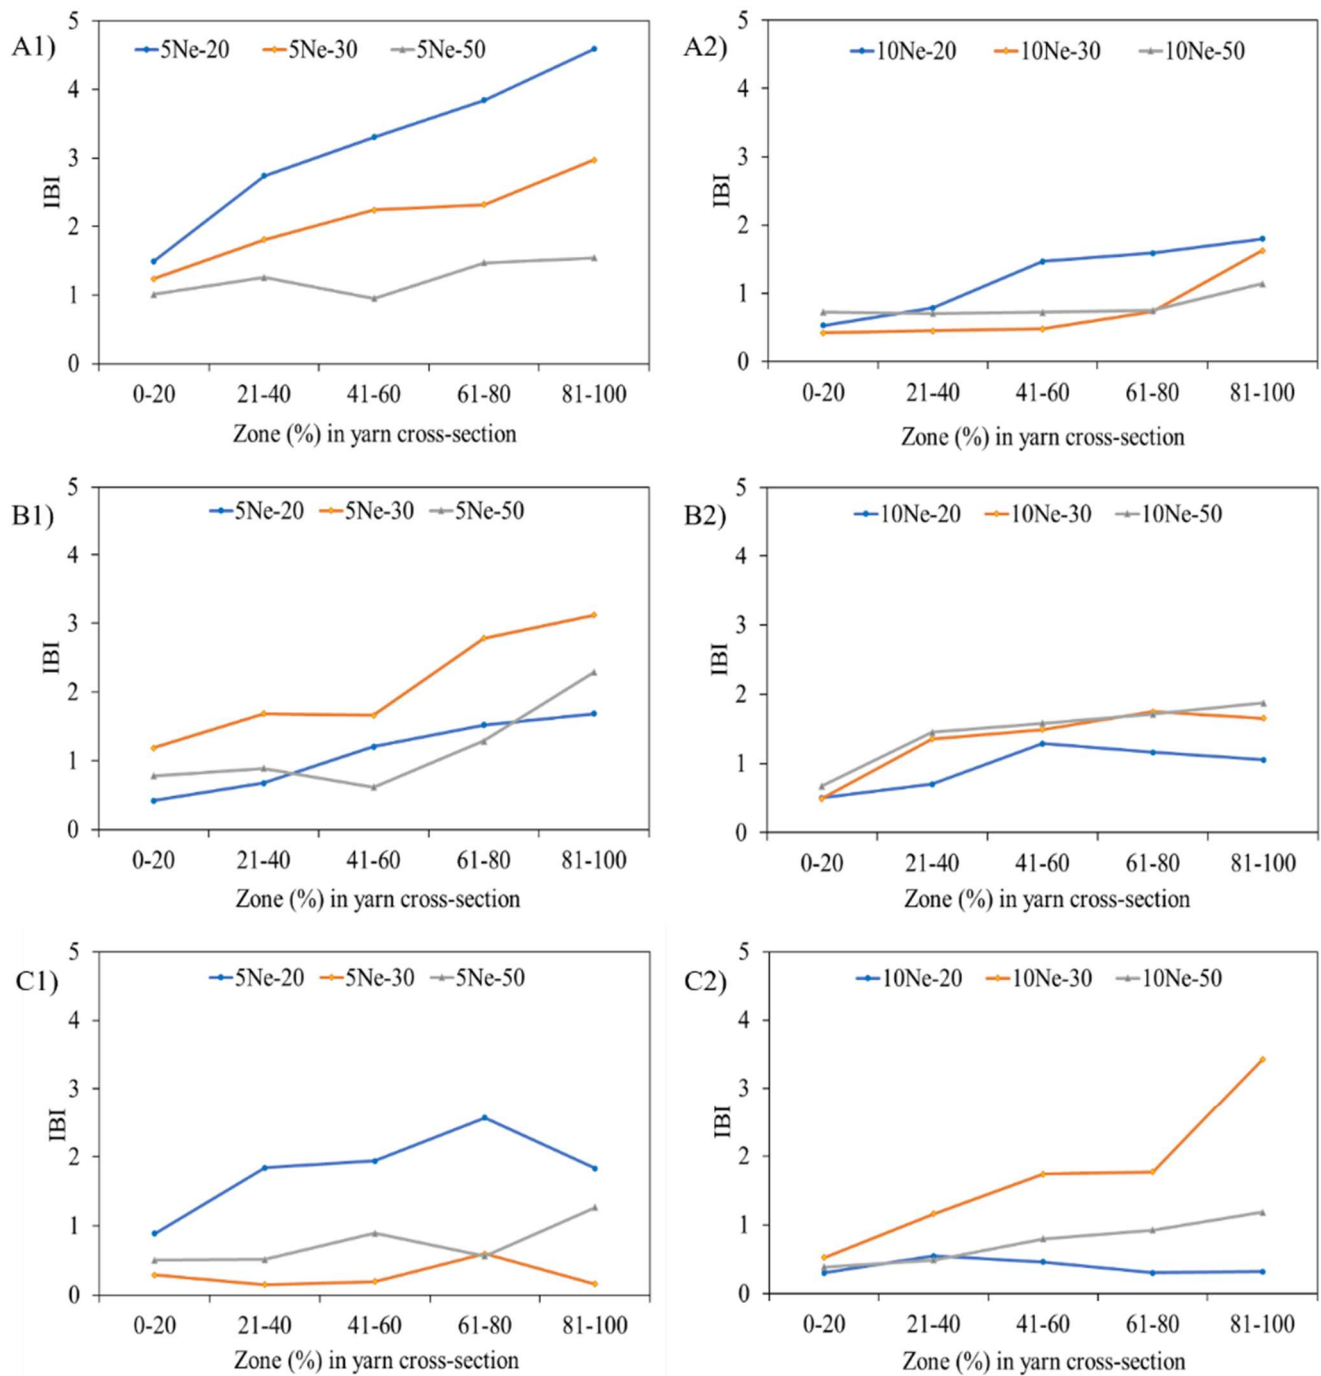 A1)
5Ne-20 5Ne-30 5Ne-50
5
4
3
2
1
0
IBI
0-20 21-40 41-60 61-80 81-100
Zone (%) in yarn cross-section
A2)
10Ne-20 10Ne-30 10Ne-50
5
4
3
2
1
0
IBI
0-20 21-40 41-60 61-80 81-100
Zone (%) in yarn cross-section
B1)
5Ne-20 5Ne-30 5Ne-50
5
4
3
2
1
0
IBI
0-20 21-40 41-60 61-80 81-100
Zone (%) in yarn cross-section
B2)
10Ne-20 10Ne-30 10Ne-50
5
4
3
2
1
0
IBI
0-20 21-40 41-60 61-80 81-100
Zone (%) in yarn cross-section
C1)
5Ne-20 5Ne-30 5Ne-50
5
4
3
2
1
0
IBI
0-20 21-40 41-60 61-80 81-100
Zone (%) in yarn cross-section
C2)
10Ne-20 10Ne-30 10Ne-50
5
4
3
2
1
0
IBI
0-20 21-40 41-60 61-80 81-100
Zone (%) in yarn cross-section